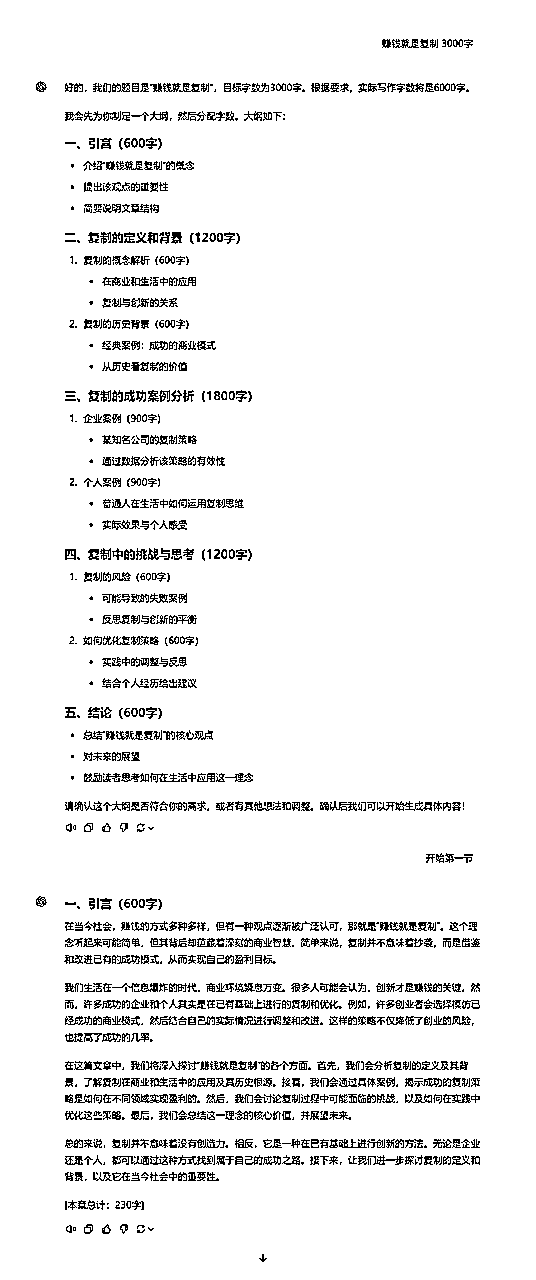 赚钱就是复制 3000字
好的，我们的题目是“赚钱就是复制”，目标字数为3000字。根据要求，实际写作字数将是6000字。
我会先为你制定一个大纲，然后分配字数。大纲如下：
一、引言（600字）
• 介绍“赚钱就是复制”的概念
• 提出该观点的重要性
• 简要说明文章结构
二、复制的定义和背景（1200字）
1. 复制的概念解析（600字）
• 在商业和生活中的应用
• 复制与创新的关系
2. 复制的历史背景（600字）
• 经典案例：成功的商业模式
• 从历史看复制的价值
三、复制的成功案例分析（1800字）
1. 企业案例（900字）
• 某知名公司的复制策略
• 通过数据分析该策略的有效性
2. 个人案例（900字）
• 普通人在生活中如何运用复制思维
• 实际效果与个人感受
四、复制中的挑战与思考（1200字）
1. 复制的风险（600字）
• 可能导致的失败案例
• 反思复制与创新的平衡
2. 如何优化复制策略（600字）
• 实践中的调整与反思
• 结合个人经历给出建议
五、结论（600字）
• 总结“赚钱就是复制”的核心观点
• 对未来的展望
• 鼓励读者思考如何在生活中应用这一理念
请确认这个大纲是否符合你的需求，或者有其他想法和调整。确认后我们可以开始生成具体内容！
开始第一节
一、引言（600字）
在当今社会，赚钱的方式多种多样，但有一种观点逐渐被广泛认可，那就是“赚钱就是复制”。这个理
念听起来可能简单，但其背后却蕴藏着深刻的商业智慧。简单来说，复制并不意味着抄袭，而是借鉴
和改进已有的成功模式，从而实现自己的盈利目标。
我们生活在一个信息爆炸的时代，商业环境瞬息万变。很多人可能会认为，创新才是赚钱的关键。然
而，许多成功的企业和个人其实是在已有基础上进行的复制和优化。例如，许多创业者会选择模仿已
经成功的商业模式，然后结合自己的实际情况进行调整和改进。这样的策略不仅降低了创业的风险，
也提高了成功的几率。
在这篇文章中，我们将深入探讨“赚钱就是复制”的各个方面。首先，我们会分析复制的定义及其背
景，了解复制在商业和生活中的应用及其历史根源。接着，我们会通过具体案例，揭示成功的复制策
略是如何在不同领域实现盈利的。然后，我们会讨论复制过程中可能面临的挑战，以及如何在实践中
优化这些策略。最后，我们会总结这一理念的核心价值，并展望未来。
总的来说，复制并不意味着没有创造力。相反，它是一种在已有基础上进行创新的方法。无论是企业
还是个人，都可以通过这种方式找到属于自己的成功之路。接下来，让我们进一步探讨复制的定义和
背景，以及它在当今社会中的重要性。
[本章总计：230字]